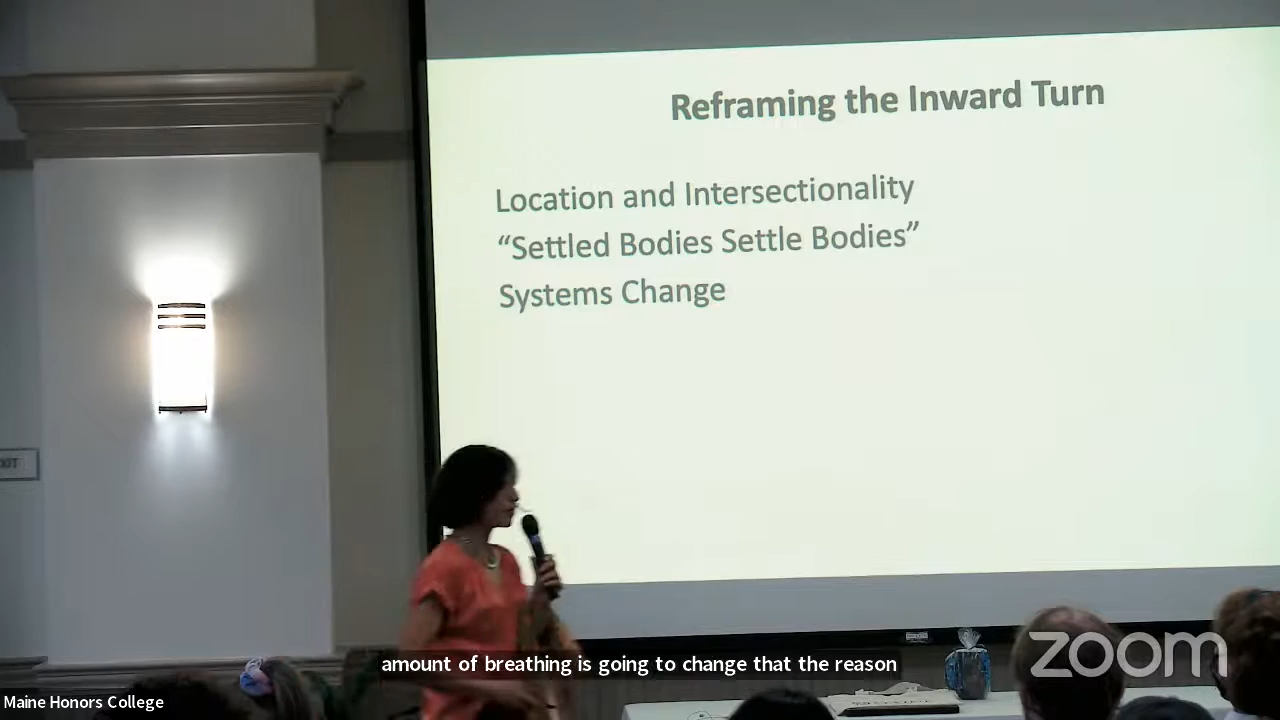 Reframing the Inward Turn
Location and Intersectionality
“Settled Bodies Settle Bodies”
Systems Change
amount of breathing is going to change that the reason
zoom
Maine Honors College